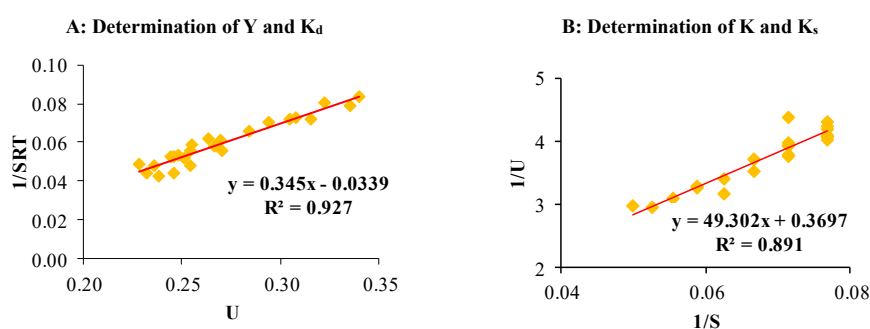 A: Determination of Y and Kd
0.10
0.08
0.06
0.04
0.02
0.00
1/SRT
y = 0.345x - 0.0339
R² = 0.927
0.20
0.25
0.30
0.35
U
B: Determination of K and Ks
5
4
3
2
1/U
y = 49.302x + 0.3697
R² = 0.891
0.04
0.06
0.08
1/S